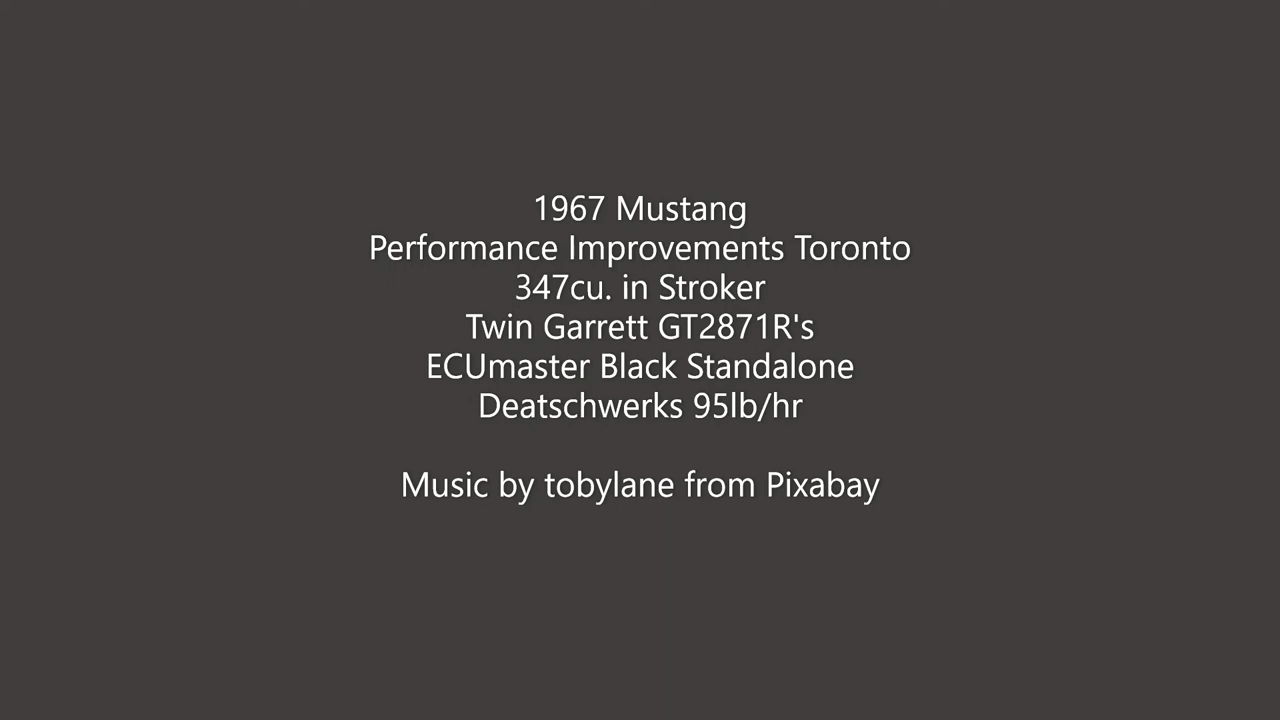 1967 Mustang
Performance Improvements Toronto
347cu. in Stroker
Twin Garrett GT2871R's
ECUmaster Black Standalone
Deatschwerks 95lb/hr
Music by tobylane from Pixabay